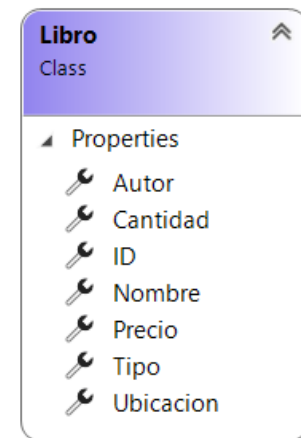 Libro
Class
Properties
Autor
Cantidad
ID
Nombre
Precio
Tipo
Ubicacion